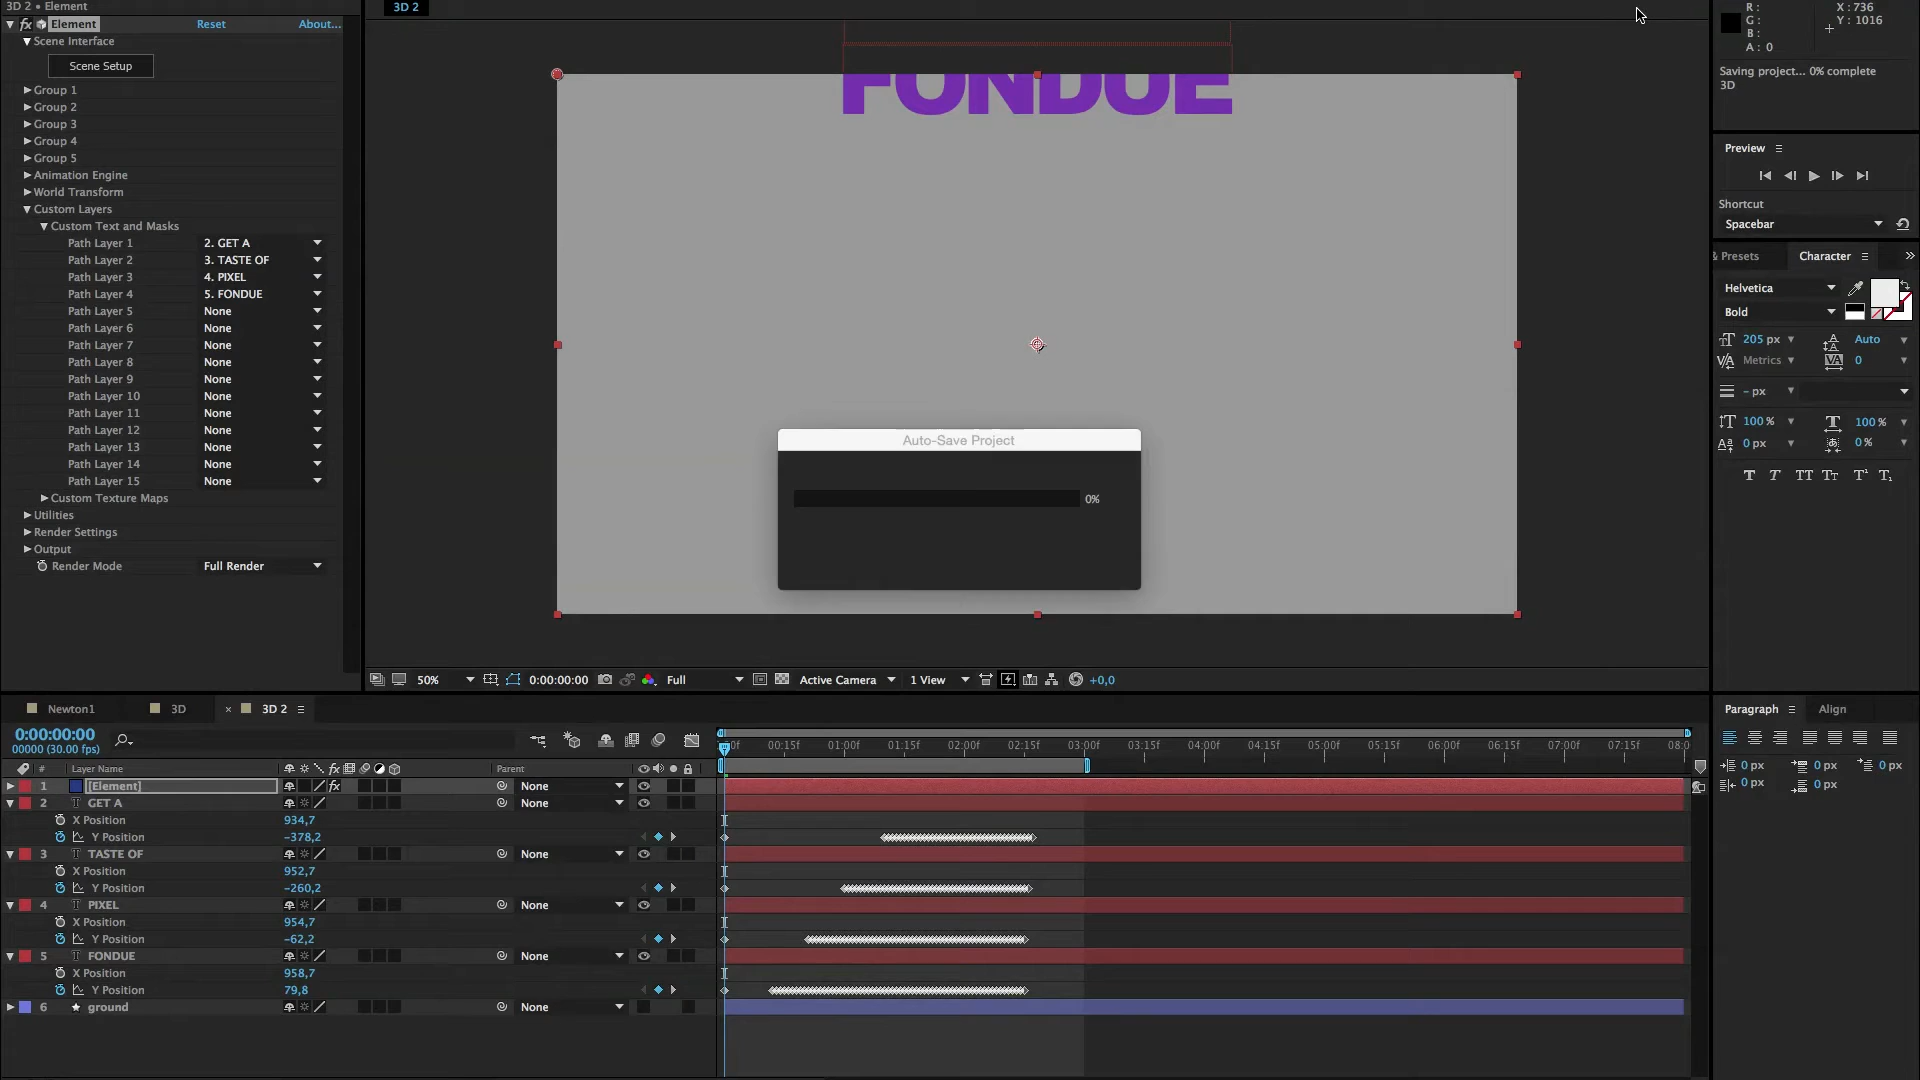 3D 2 • Element
fx Element Reset About...
Scene Interface
Scene Setup
Group 1
Group 2
Group 3
Group 4
Group 5
Animation Engine
World Transform
Custom Layers
Custom Text and Masks
Path Layer 1 2. GET A
Path Layer 2 3. TASTE OF
Path Layer 3 4. PIXEL
Path Layer 4 5. FONDUE
Path Layer 5 None
Path Layer 6 None
Path Layer 7 None
Path Layer 8 None
Path Layer 9 None
Path Layer 10 None
Path Layer 11 None
Path Layer 12 None
Path Layer 13 None
Path Layer 14 None
Path Layer 15 None
Custom Texture Maps
Utilities
Render Settings
Output
Render Mode Full Render
3D 2
FONDUE
Auto-Save Project
0%
50% 0:00:00:00 Full Active Camera 1 View +0,0
R : X : 736
G : Y : 1016
B :
A : 0
Saving project... 0% complete
3D
Preview
Shortcut
Spacebar
& Presets Character
Helvetica
Bold
205 px Auto
Metrics 0
- px
100 % 100 %
0 px 0 %
T T TT Tt T¹ T₁
Paragraph Align
0 px 0 px 0 px
0 px 0 px
Newton1 3D × 3D 2
0:00:00:00
00000 (30.00 fps)
00:15f 01:00f 01:15f 02:00f 02:15f 03:00f 03:15f 04:00f 04:15f 05:00f 05:15f 06:00f 06:15f 07:00f 07:15f 08:0
# Layer Name fx Parent
1 [Element] fx None
2 T GET A None
X Position 934,7
Y Position -378,2
3 T TASTE OF None
X Position 952,7
Y Position -260,2
4 T PIXEL None
X Position 954,7
Y Position -62,2
5 T FONDUE None
X Position 958,7
Y Position 79,8
6 ground None